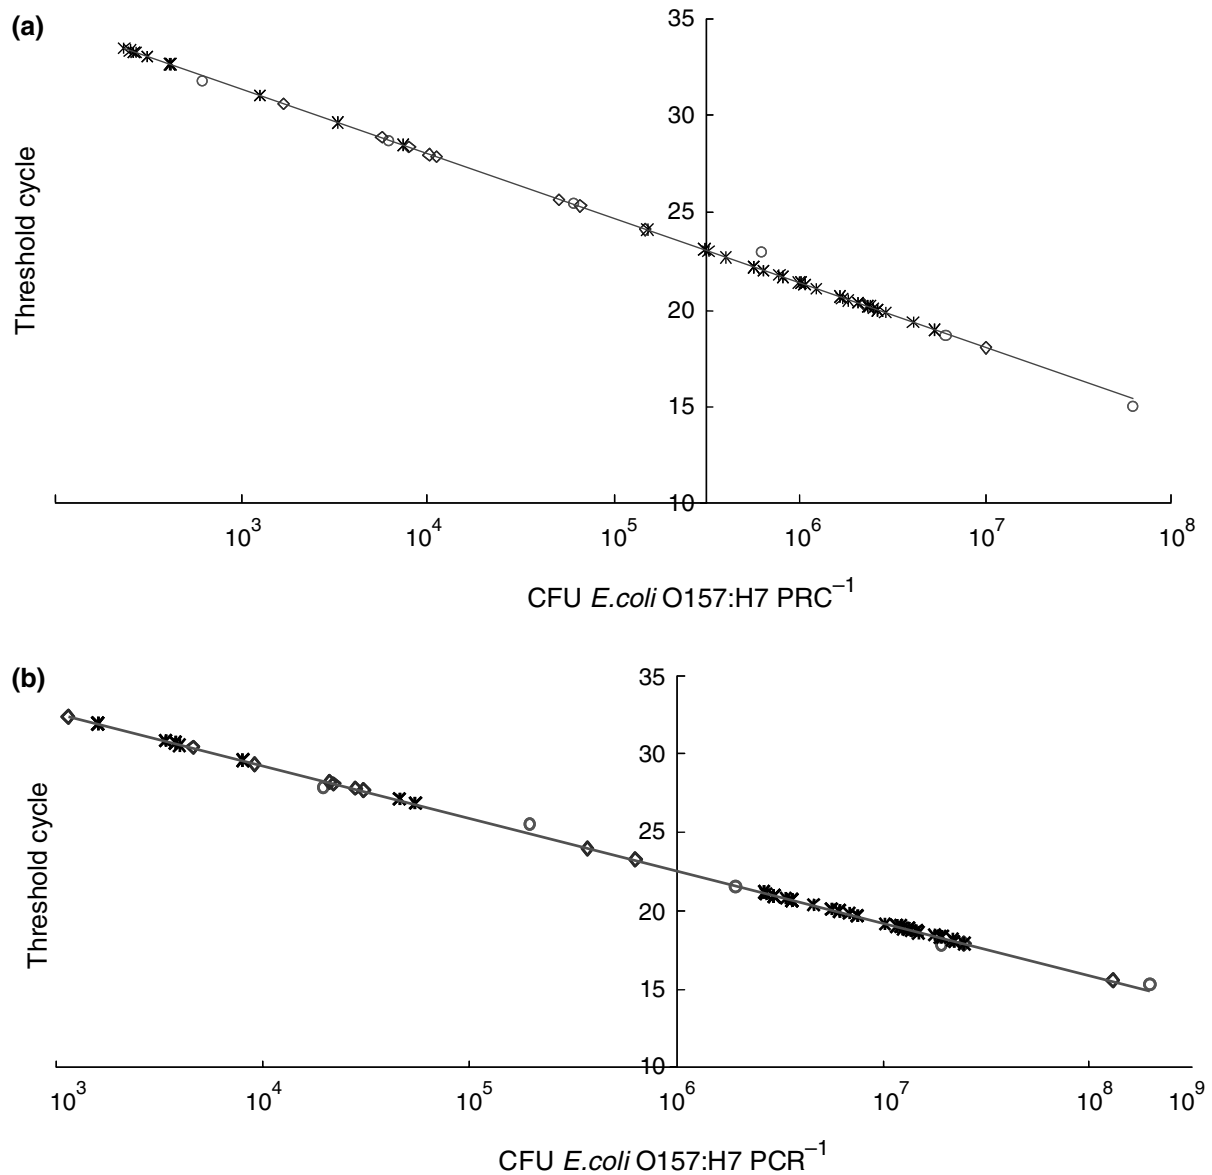 (a)
35
30
25
20
15
10
Threshold cycle
10³ 10⁴ 10⁵ 10⁶ 10⁷ 10⁸
CFU E.coli O157:H7 PRC⁻¹
(b)
35
30
25
20
15
10
Threshold cycle
10³ 10⁴ 10⁵ 10⁶ 10⁷ 10⁸ 10⁹
CFU E.coli O157:H7 PCR⁻¹